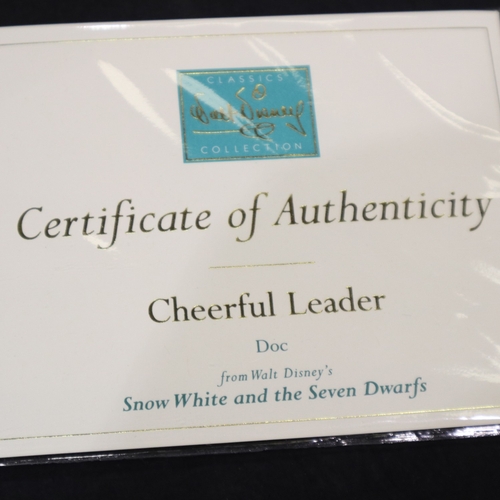 CLASSICS
Walt Disney
COLLECTION
Certificate of Authenticity
Cheerful Leader
Doc
from Walt Disney's
Snow White and the Seven Dwarfs